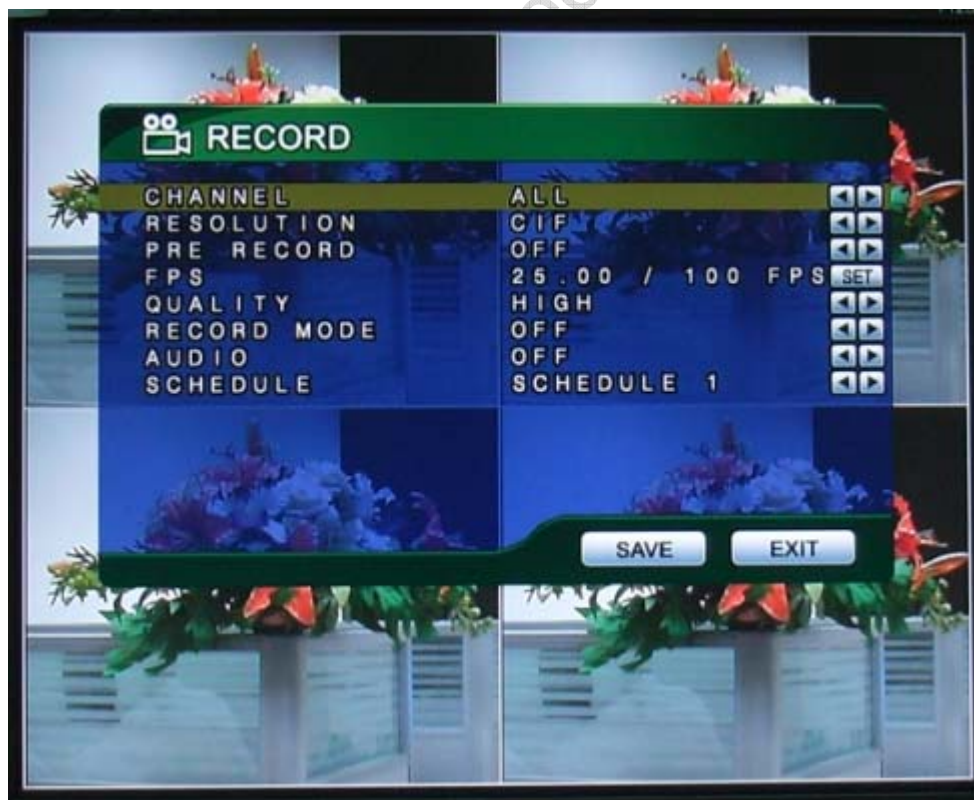 RECORD
CHANNEL ALL
RESOLUTION CIF
PRE RECORD OFF
FPS 25.00 / 100 FPS SET
QUALITY HIGH
RECORD MODE OFF
AUDIO OFF
SCHEDULE SCHEDULE 1
SAVE EXIT